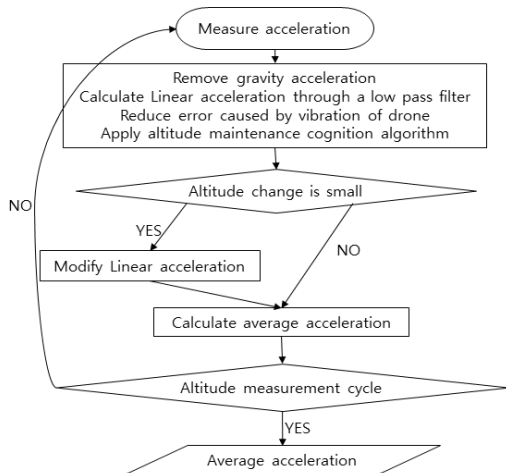 Measure acceleration
Remove gravity acceleration
Calculate Linear acceleration through a low pass filter
Reduce error caused by vibration of drone
Apply altitude maintenance cognition algorithm
Altitude change is small
NO
YES
NO
Modify Linear acceleration
Calculate average acceleration
Altitude measurement cycle
YES
Average acceleration